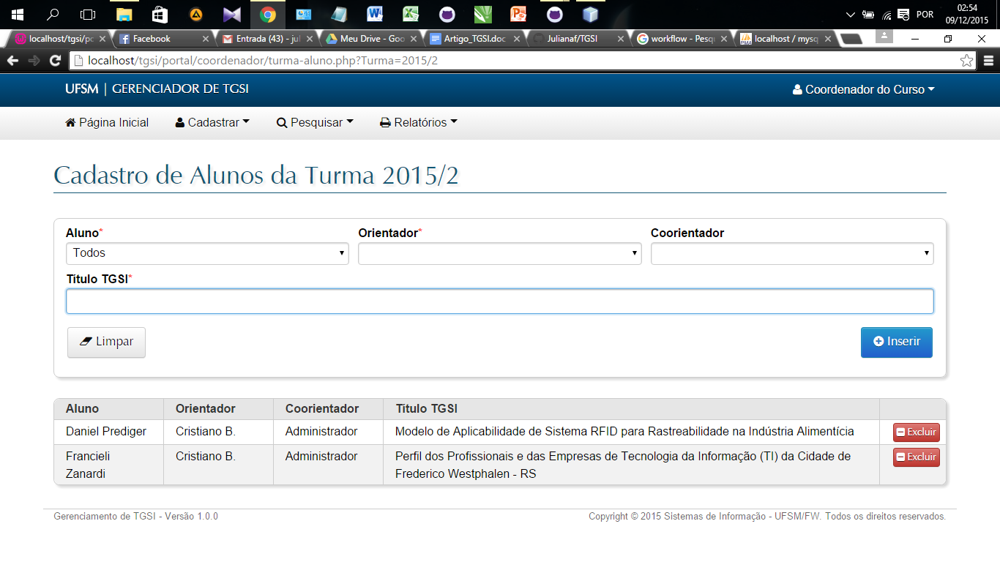 02:54
POR
09/12/2015
localhost/tgsi/pc
Facebook
Entrada (43) - jul
Meu Drive - Goo
Artigo_TGSI.doc
Julianaf/TGSI
workflow - Pesqu
localhost / mysq
localhost/tgsi/portal/coordenador/turma-aluno.php?Turma=2015/2
UFSM | GERENCIADOR DE TGSI
Coordenador do Curso
Página Inicial Cadastrar Pesquisar Relatórios
Cadastro de Alunos da Turma 2015/2
Aluno* Orientador* Coorientador
Todos
Título TGSI*
Limpar Inserir
Aluno Orientador Coorientador Título TGSI
Daniel Prediger Cristiano B. Administrador Modelo de Aplicabilidade de Sistema RFID para Rastreabilidade na Indústria Alimentícia Excluir
Francieli Cristiano B. Administrador Perfil dos Profissionais e das Empresas de Tecnologia da Informação (TI) da Cidade de Excluir
Zanardi Frederico Westphalen - RS
Gerenciamento de TGSI - Versão 1.0.0
Copyright © 2015 Sistemas de Informação - UFSM/FW. Todos os direitos reservados.